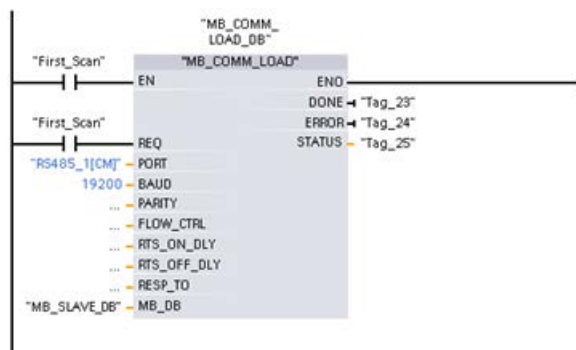 "MB_COMM_
LOAD_DB"
"First_Scan"
"MB_COMM_LOAD"
EN
ENO
DONE
"Tag_23"
"First_Scan"
ERROR
"Tag_24"
REQ
STATUS
"Tag_25"
"RS485_1[CM]"
PORT
19200
BAUD
...
PARITY
...
FLOW_CTRL
...
RTS_ON_DLY
...
RTS_OFF_DLY
...
RESP_TO
"MB_SLAVE_DB"
MB_DB